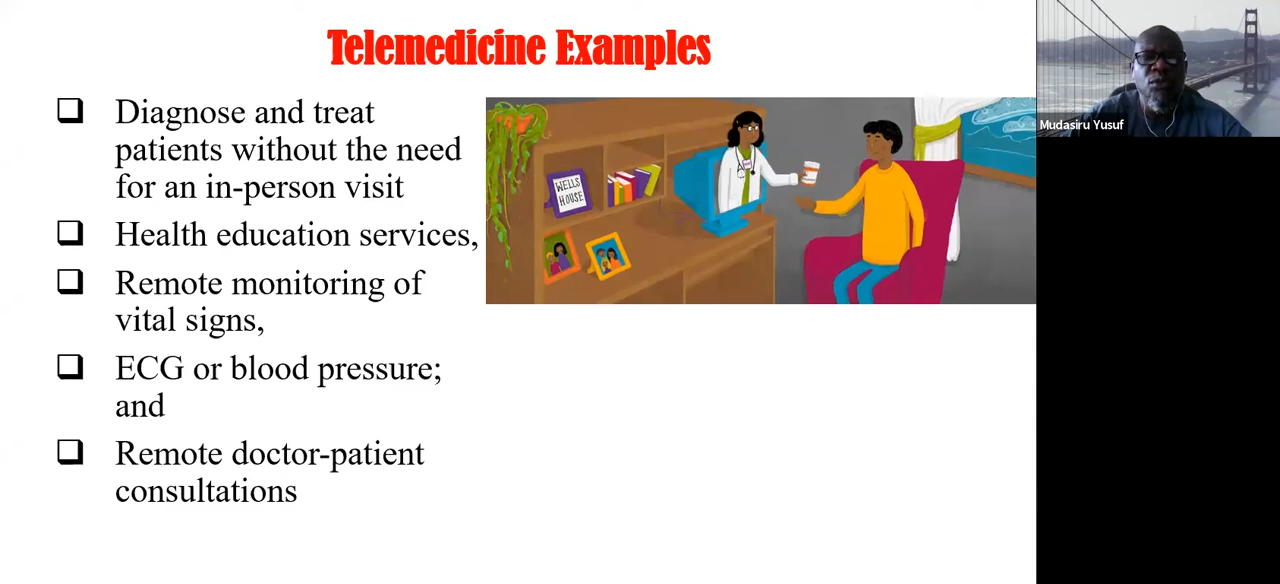 Telemedicine Examples
Diagnose and treat
patients without the need
for an in-person visit
Health education services,
Remote monitoring of
vital signs,
ECG or blood pressure;
and
Remote doctor-patient
consultations
WELLS
HOUSE
Mudasiru Yusuf